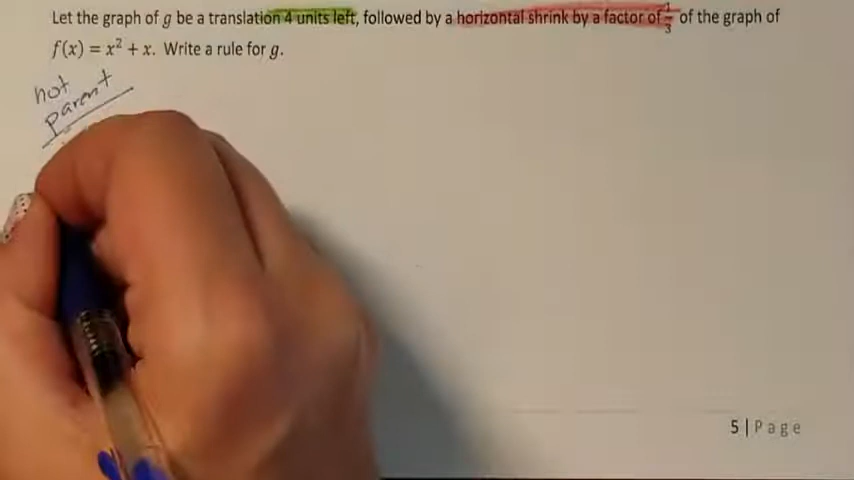 Let the graph of g be a translation 4 units left, followed by a horizontal shrink by a factor of 1/3 of the graph of
f(x) = x² + x. Write a rule for g.
not
parent
5 | Page